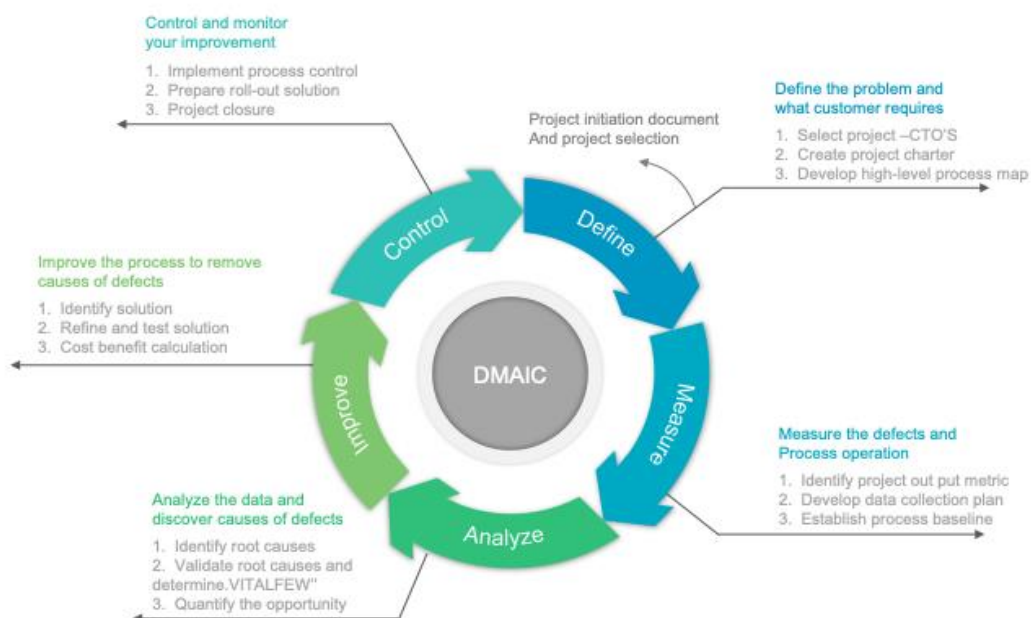 Control and monitor
your improvement
1. Implement process control
2. Prepare roll-out solution
3. Project closure
Project initiation document
And project selection
Define the problem and
what customer requires
1. Select project –CTO'S
2. Create project charter
3. Develop high-level process map
Control
Define
Improve the process to remove
causes of defects
1. Identify solution
2. Refine and test solution
3. Cost benefit calculation
DMAIC
Improve
Measure
Measure the defects and
Process operation
1. Identify project out put metric
2. Develop data collection plan
3. Establish process baseline
Analyze the data and
discover causes of defects
1. Identify root causes
2. Validate root causes and
determine.VITALFEW"
3. Quantify the opportunity
Analyze